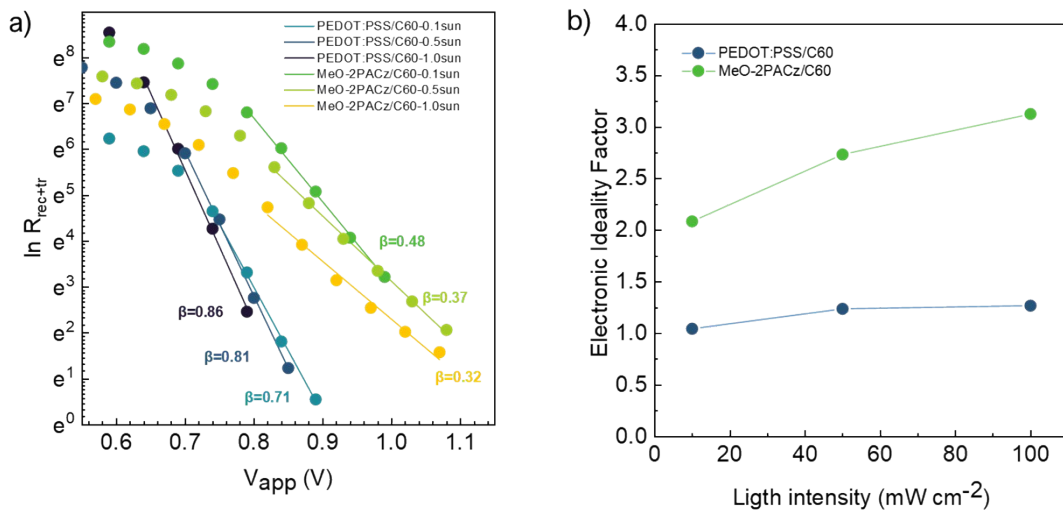 a)
PEDOT:PSS/C60-0.1sun
PEDOT:PSS/C60-0.5sun
PEDOT:PSS/C60-1.0sun
MeO-2PACz/C60-0.1sun
MeO-2PACz/C60-0.5sun
MeO-2PACz/C60-1.0sun
e8
e7
e6
e5
e4
e3
e2
e1
e0
ln Rrec+tr
β=0.48
β=0.37
β=0.86
β=0.81
β=0.32
β=0.71
0.6 0.7 0.8 0.9 1.0 1.1
Vapp (V)
b)
PEDOT:PSS/C60
MeO-2PACz/C60
4.0
3.5
3.0
2.5
2.0
1.5
1.0
0.5
0.0
Electronic Ideality Factor
0 20 40 60 80 100
Ligth intensity (mW cm-2)